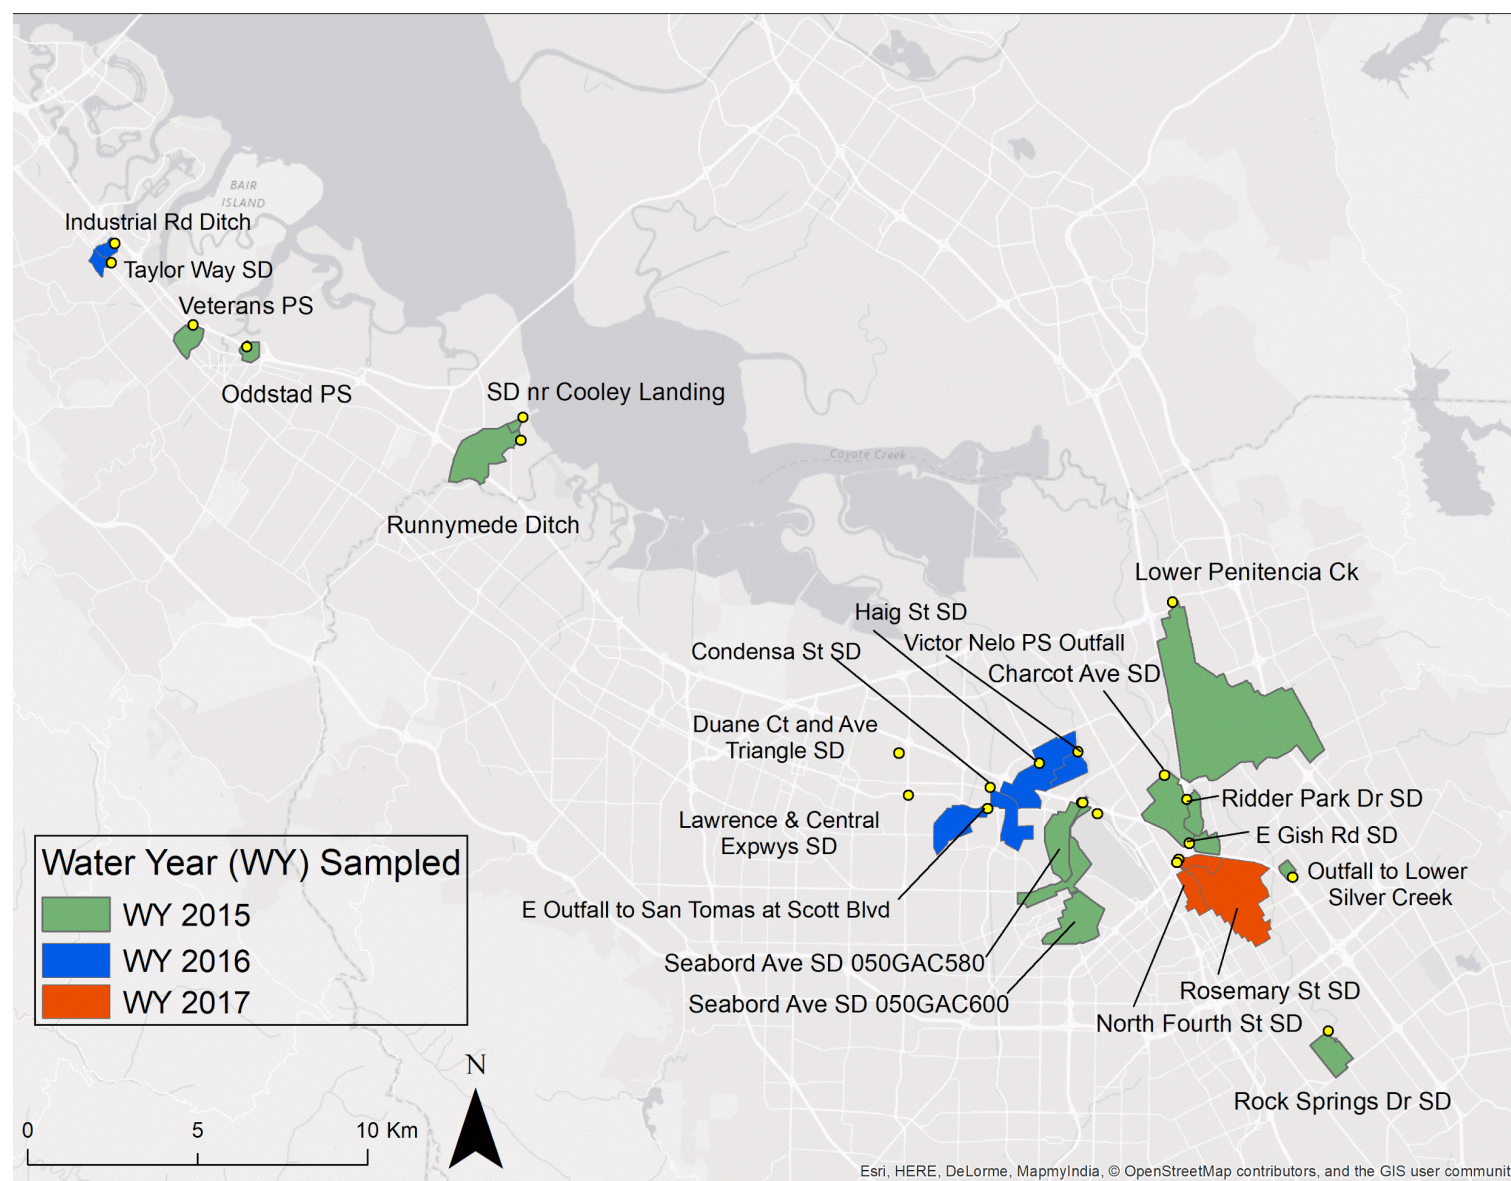 BAIR
ISLAND
Industrial Rd Ditch
Taylor Way SD
Veterans PS
Oddstad PS
SD nr Cooley Landing
Runnymede Ditch
Coyote Creek
Lower Penitencia Ck
Haig St SD
Victor Nelo PS Outfall
Condensa St SD
Charcot Ave SD
Duane Ct and Ave
Triangle SD
Ridder Park Dr SD
Lawrence & Central
Expwys SD
E Gish Rd SD
Outfall to Lower
Silver Creek
E Outfall to San Tomas at Scott Blvd
Seabord Ave SD 050GAC580
Seabord Ave SD 050GAC600
Rosemary St SD
North Fourth St SD
Rock Springs Dr SD
Water Year (WY) Sampled
WY 2015
WY 2016
WY 2017
N
0 5 10 Km
Esri, HERE, DeLorme, MapmyIndia, © OpenStreetMap contributors, and the GIS user communit